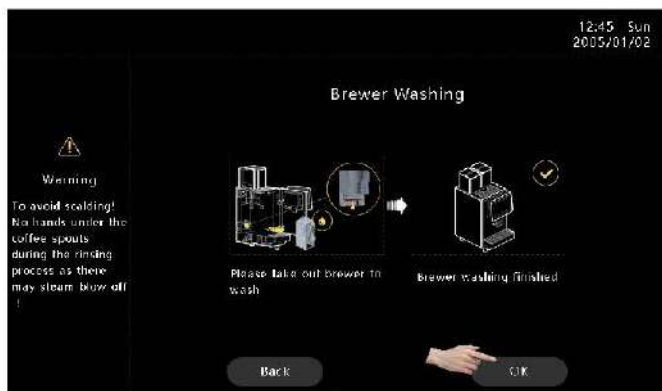 12:45 Sun
2005/01/02
Brewer Washing
Warning
To avoid scalding!
No hands under the
coffee spouts
during the rinsing
process as there
may steam blow off
!
Please take out brewer to
wash
Brewer washing finished
Back
OK